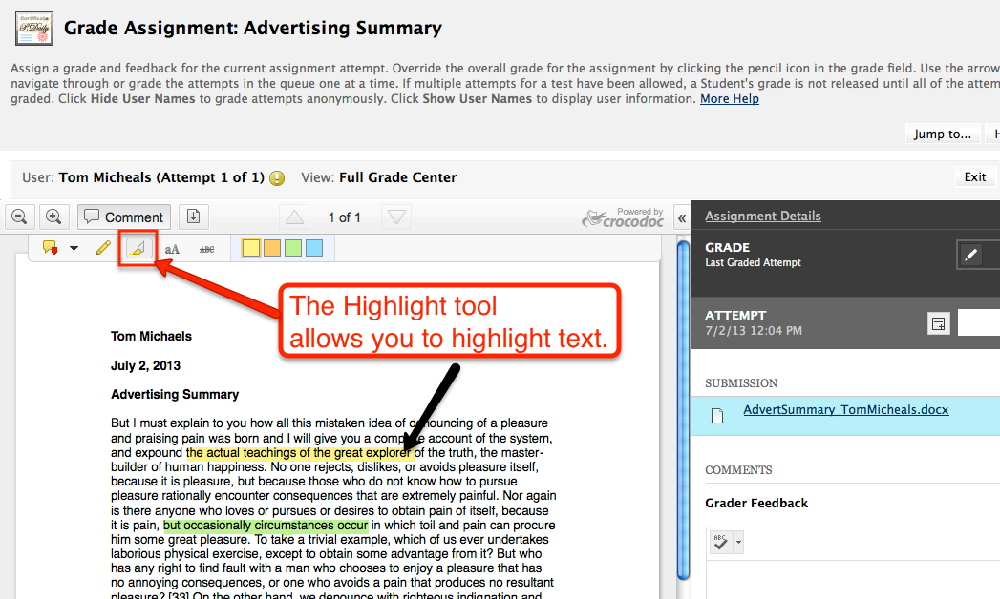 Grade Assignment: Advertising Summary
Assign a grade and feedback for the current assignment attempt. Override the overall grade for the assignment by clicking the pencil icon in the grade field. Use the arrow
navigate through or grade the attempts in the queue one at a time. If multiple attempts for a test have been allowed, a Student's grade is not released until all of the attem
graded. Click Hide User Names to grade attempts anonymously. Click Show User Names to display user information. More Help
Jump to... H
User: Tom Micheals (Attempt 1 of 1) View: Full Grade Center Exit
Comment 1 of 1 Powered by
crocodoc «
aA ABC
The Highlight tool
allows you to highlight text.
Tom Michaels
July 2, 2013
Advertising Summary
But I must explain to you how all this mistaken idea of denouncing of a pleasure
and praising pain was born and I will give you a complete account of the system,
and expound the actual teachings of the great explorer of the truth, the master-
builder of human happiness. No one rejects, dislikes, or avoids pleasure itself,
because it is pleasure, but because those who do not know how to pursue
pleasure rationally encounter consequences that are extremely painful. Nor again
is there anyone who loves or pursues or desires to obtain pain of itself, because
it is pain, but occasionally circumstances occur in which toil and pain can procure
him some great pleasure. To take a trivial example, which of us ever undertakes
laborious physical exercise, except to obtain some advantage from it? But who
has any right to find fault with a man who chooses to enjoy a pleasure that has
no annoying consequences, or one who avoids a pain that produces no resultant
pleasure? [33] On the other hand, we denounce with righteous indignation and
Assignment Details
GRADE
Last Graded Attempt
ATTEMPT
7/2/13 12:04 PM
SUBMISSION
AdvertSummary_TomMicheals.docx
COMMENTS
Grader Feedback
ABC